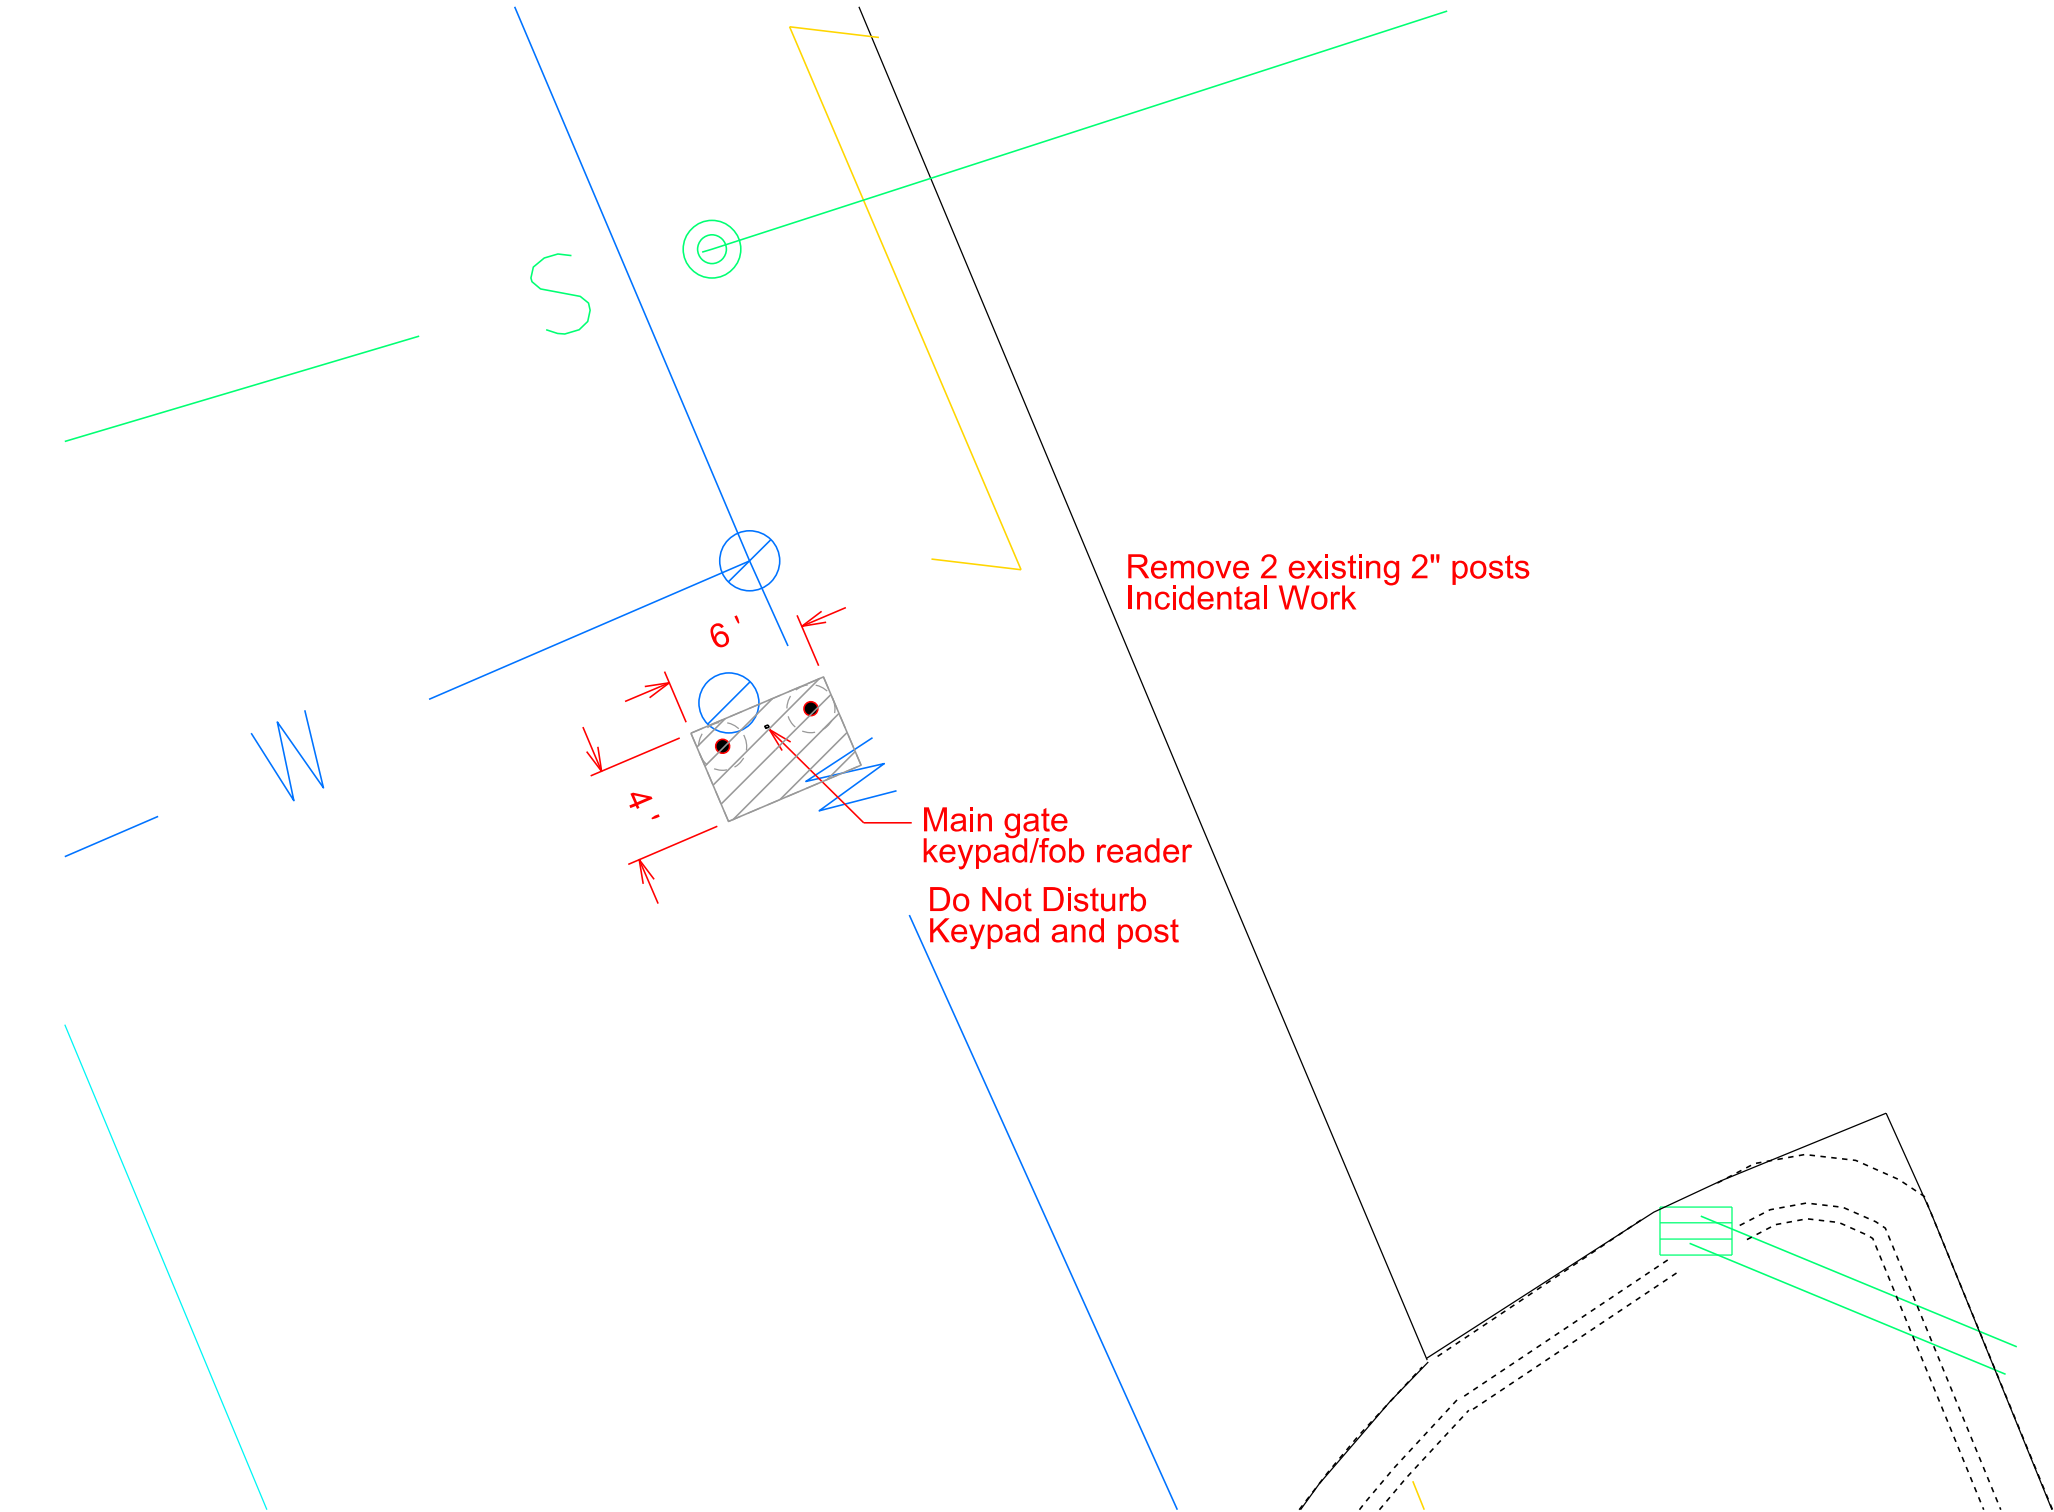 S
Remove 2 existing 2" posts
Incidental Work
6'
W
4'
W
Main gate
keypad/fob reader
Do Not Disturb
Keypad and post